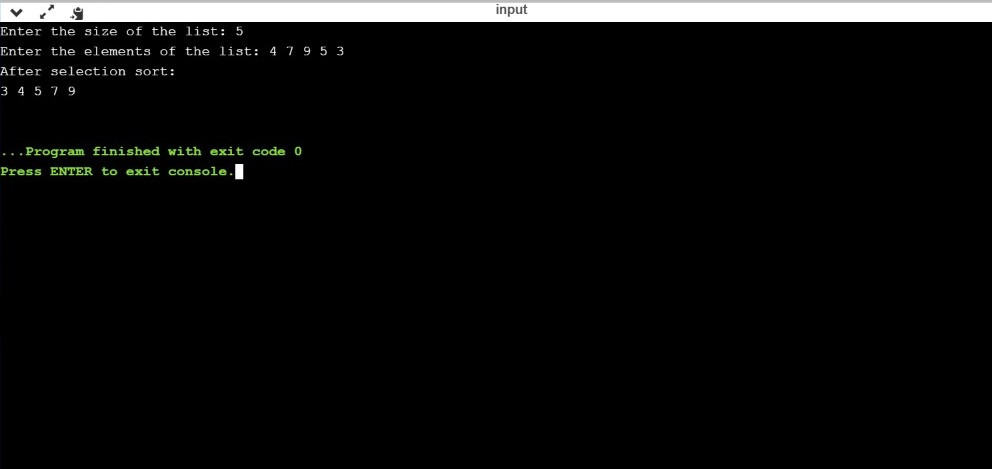 input
Enter the size of the list: 5
Enter the elements of the list: 4 7 9 5 3
After selection sort:
3 4 5 7 9
...Program finished with exit code 0
Press ENTER to exit console.